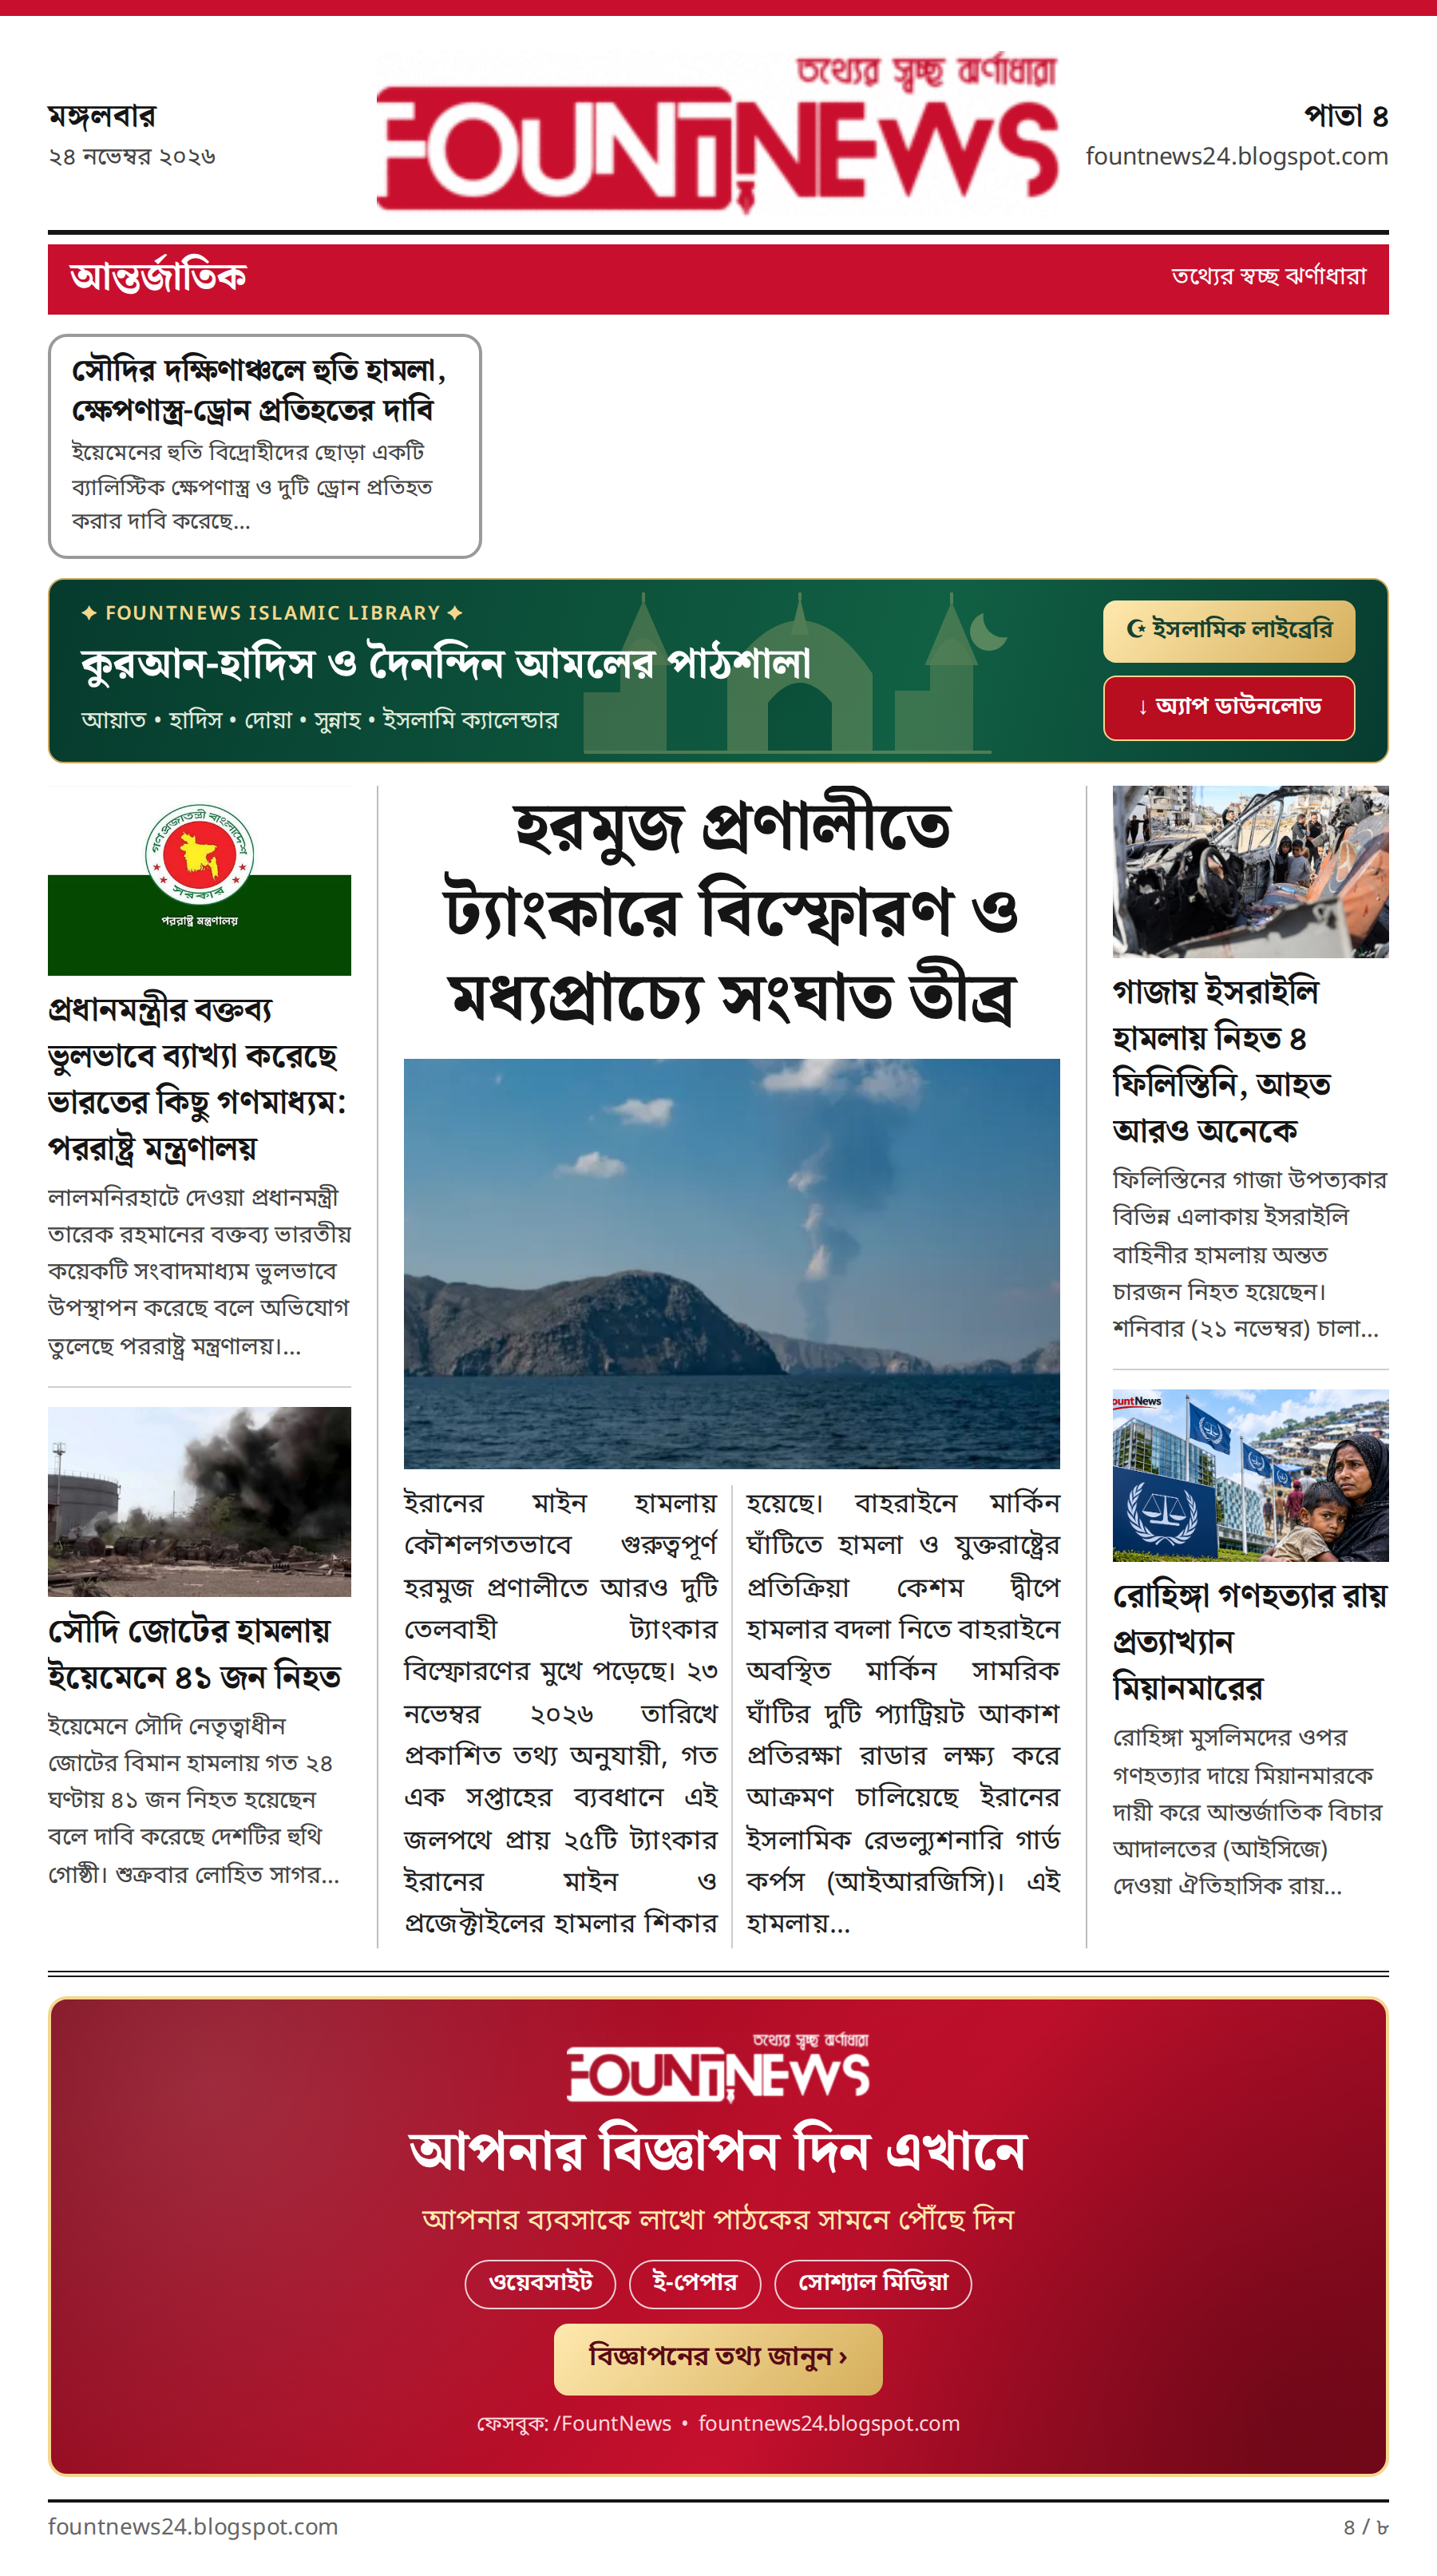 মঙ্গলবার
২৪ নভেম্বর ২০২৬
তথ্যের স্বচ্ছ ঝর্ণাধারা
FOUNTNEWS
পাতা ৪
fountnews24.blogspot.com
আন্তর্জাতিক
তথ্যের স্বচ্ছ ঝর্ণাধারা
সৌদির দক্ষিণাঞ্চলে হুতি হামলা,
ক্ষেপণাস্ত্র-ড্রোন প্রতিহতের দাবি
ইয়েমেনের হুতি বিদ্রোহীদের ছোড়া একটি
ব্যালিস্টিক ক্ষেপণাস্ত্র ও দুটি ড্রোন প্রতিহত
করার দাবি করেছে...
✦ FOUNTNEWS ISLAMIC LIBRARY ✦
কুরআন-হাদিস ও দৈনন্দিন আমলের পাঠশালা
আয়াত • হাদিস • দোয়া • সুন্নাহ • ইসলামি ক্যালেন্ডার
☪ ইসলামিক লাইব্রেরি
↓ অ্যাপ ডাউনলোড
গণপ্রজাতন্ত্রী বাংলাদেশ
সরকার
পররাষ্ট্র মন্ত্রণালয়
প্রধানমন্ত্রীর বক্তব্য
ভুলভাবে ব্যাখ্যা করেছে
ভারতের কিছু গণমাধ্যম:
পররাষ্ট্র মন্ত্রণালয়
লালমনিরহাটে দেওয়া প্রধানমন্ত্রী
তারেক রহমানের বক্তব্য ভারতীয়
কয়েকটি সংবাদমাধ্যম ভুলভাবে
উপস্থাপন করেছে বলে অভিযোগ
তুলেছে পররাষ্ট্র মন্ত্রণালয়।...
সৌদি জোটের হামলায়
ইয়েমেনে ৪১ জন নিহত
ইয়েমেনে সৌদি নেতৃত্বাধীন
জোটের বিমান হামলায় গত ২৪
ঘণ্টায় ৪১ জন নিহত হয়েছেন
বলে দাবি করেছে দেশটির হুথি
গোষ্ঠী। শুক্রবার লোহিত সাগর...
হরমুজ প্রণালীতে
ট্যাংকারে বিস্ফোরণ ও
মধ্যপ্রাচ্যে সংঘাত তীব্র
ইরানের মাইন হামলায়
কৌশলগতভাবে গুরুত্বপূর্ণ
হরমুজ প্রণালীতে আরও দুটি
তেলবাহী ট্যাংকার
বিস্ফোরণের মুখে পড়েছে। ২৩
নভেম্বর ২০২৬ তারিখে
প্রকাশিত তথ্য অনুযায়ী, গত
এক সপ্তাহের ব্যবধানে এই
জলপথে প্রায় ২৫টি ট্যাংকার
ইরানের মাইন ও
প্রজেক্টাইলের হামলার শিকার
হয়েছে। বাহরাইনে মার্কিন
ঘাঁটিতে হামলা ও যুক্তরাষ্ট্রের
প্রতিক্রিয়া কেশম দ্বীপে
হামলার বদলা নিতে বাহরাইনে
অবস্থিত মার্কিন সামরিক
ঘাঁটির দুটি প্যাট্রিয়ট আকাশ
প্রতিরক্ষা রাডার লক্ষ্য করে
আক্রমণ চালিয়েছে ইরানের
ইসলামিক রেভল্যুশনারি গার্ড
কর্পস (আইআরজিসি)। এই
হামলায়...
গাজায় ইসরাইলি
হামলায় নিহত ৪
ফিলিস্তিনি, আহত
আরও অনেকে
ফিলিস্তিনের গাজা উপত্যকার
বিভিন্ন এলাকায় ইসরাইলি
বাহিনীর হামলায় অন্তত
চারজন নিহত হয়েছেন।
শনিবার (২১ নভেম্বর) চালা...
ountNews
রোহিঙ্গা গণহত্যার রায়
প্রত্যাখ্যান
মিয়ানমারের
রোহিঙ্গা মুসলিমদের ওপর
গণহত্যার দায়ে মিয়ানমারকে
দায়ী করে আন্তর্জাতিক বিচার
আদালতের (আইসিজে)
দেওয়া ঐতিহাসিক রায়...
তথ্যের স্বচ্ছ ঝর্ণাধারা
FOUNTNEWS
আপনার বিজ্ঞাপন দিন এখানে
আপনার ব্যবসাকে লাখো পাঠকের সামনে পৌঁছে দিন
ওয়েবসাইট
ই-পেপার
সোশ্যাল মিডিয়া
বিজ্ঞাপনের তথ্য জানুন ›
ফেসবুক: /FountNews • fountnews24.blogspot.com
fountnews24.blogspot.com
৪ / ৮